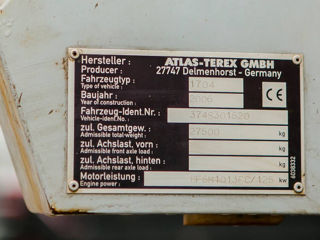 Hersteller :
Producer :
ATLAS-TEREX GMBH
27747 Delmenhorst - Germany
Fahrzeugtyp :
Type of vehicle :
1704
Baujahr :
Year of construction :
2006
CE
Fahrzeug-Ident.Nr. :
Vehicle-Ident.No. :
zul. Gesamtgew. :
Admissible total-weight :
27500
kg
zul. Achslast, vorn :
Admissible front axle load :
kg
zul. Achslast, hinten :
Admissible rear axle load :
kg
Motorleistung :
Engine power :
kW